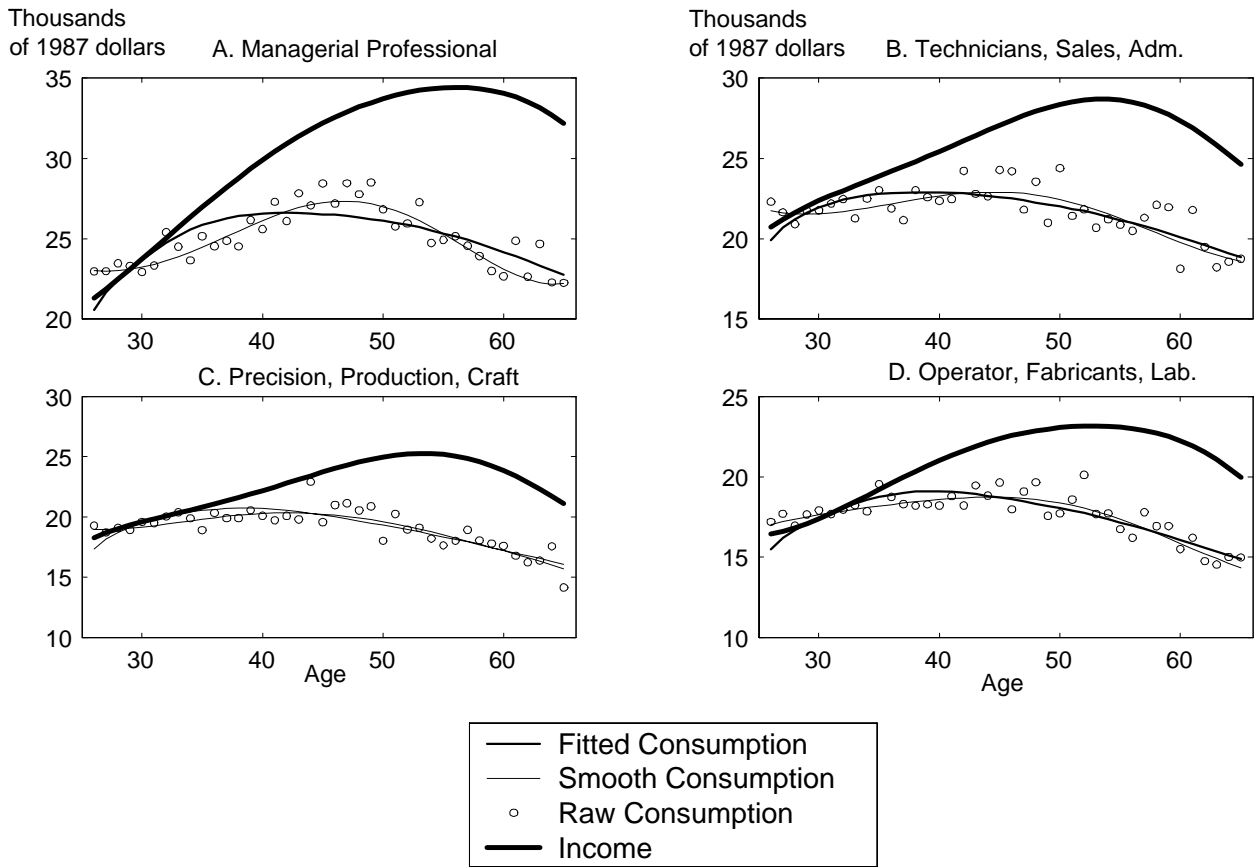 Thousands
of 1987 dollars
A. Managerial Professional
35
30
25
20
30
40
50
60
Thousands
of 1987 dollars
B. Technicians, Sales, Adm.
30
25
20
15
30
40
50
60
C. Precision, Production, Craft
30
25
20
15
10
30
40
50
60
Age
D. Operator, Fabricants, Lab.
25
20
15
10
30
40
50
60
Age
Fitted Consumption
Smooth Consumption
Raw Consumption
Income